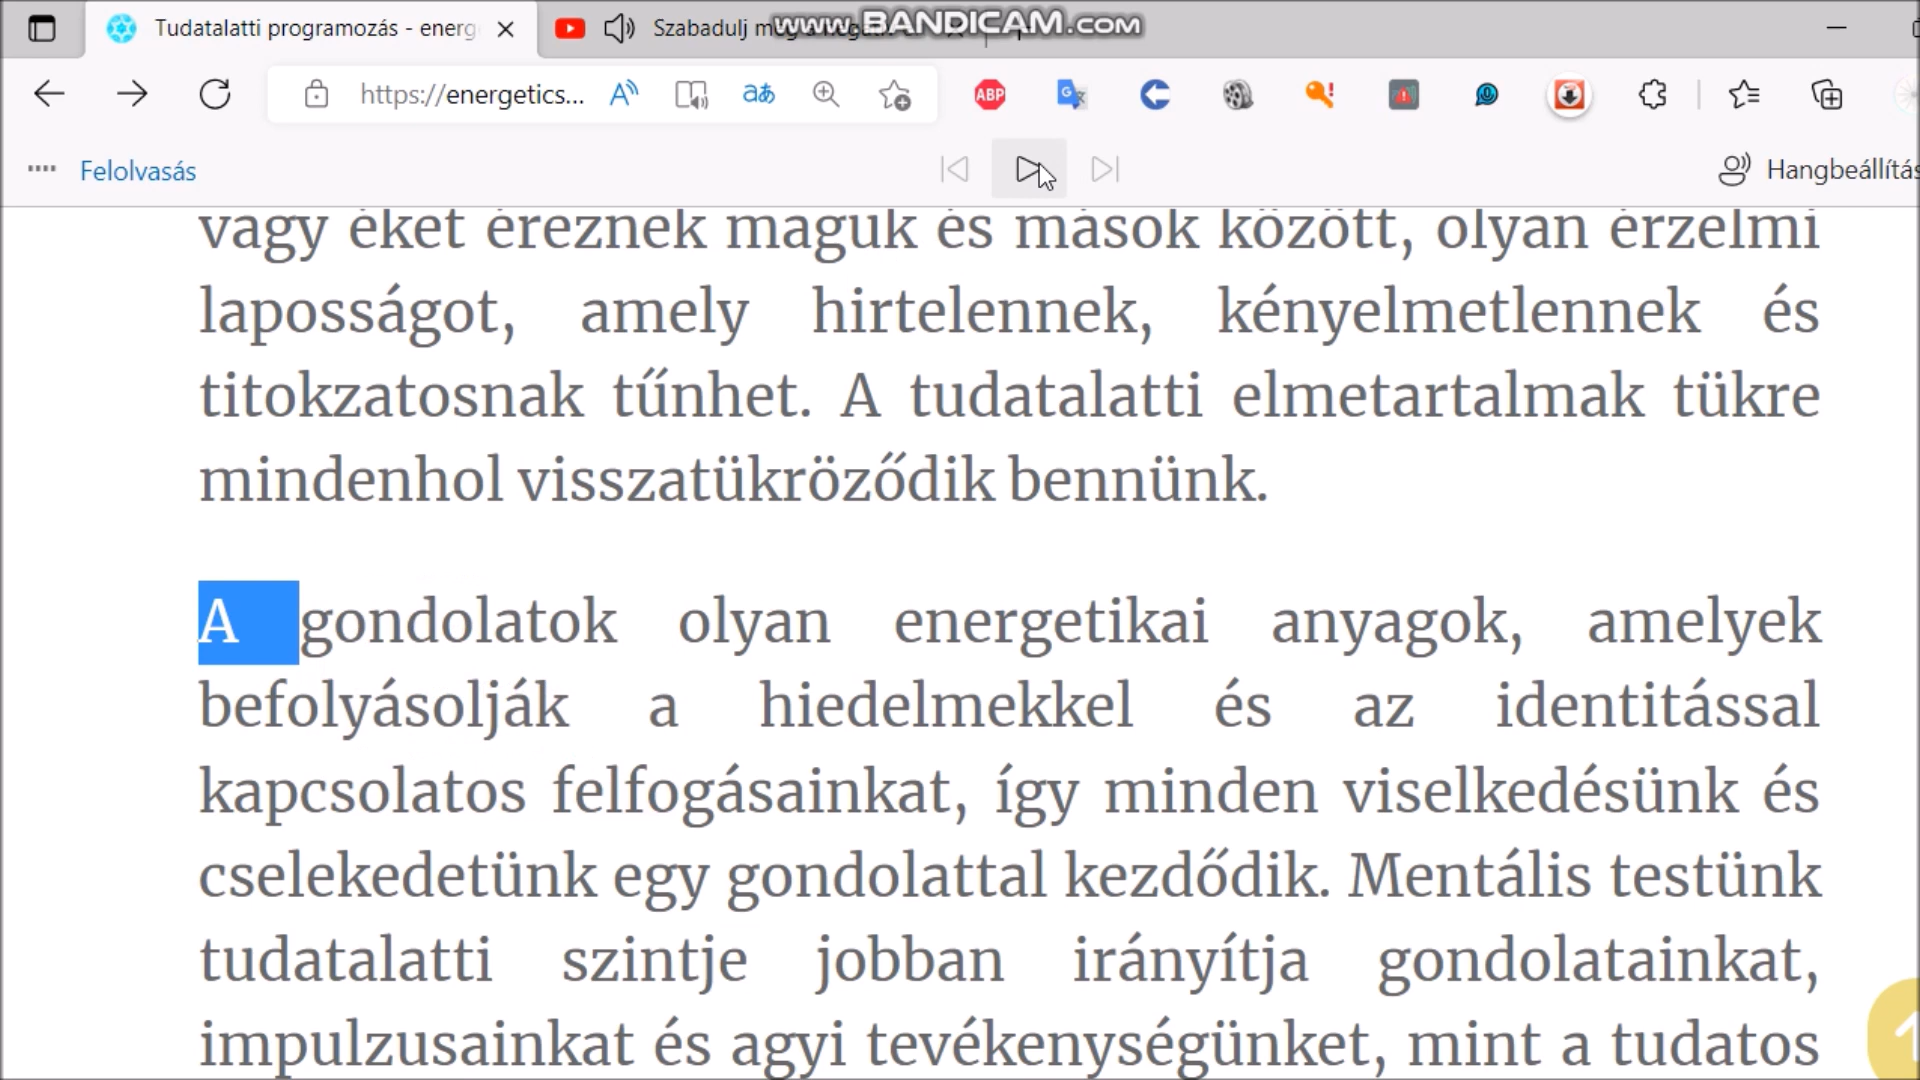 Tudatalatti programozás - energ
Szabadulj
www.BANDICAM.com
https://energetics...
ABP
Felolvasás
Hangbeállítás
vagy éket éreznek maguk és mások között, olyan érzelmi
laposságot, amely hirtelennek, kényelmetlennek és
titokzatosnak tűnhet. A tudatalatti elmetartalmak tükre
mindenhol visszatükröződik bennünk.
A gondolatok olyan energetikai anyagok, amelyek
befolyásolják a hiedelmekkel és az identitással
kapcsolatos felfogásainkat, így minden viselkedésünk és
cselekedetünk egy gondolattal kezdődik. Mentális testünk
tudatalatti szintje jobban irányítja gondolatainkat,
impulzusainkat és agyi tevékenységünket, mint a tudatos